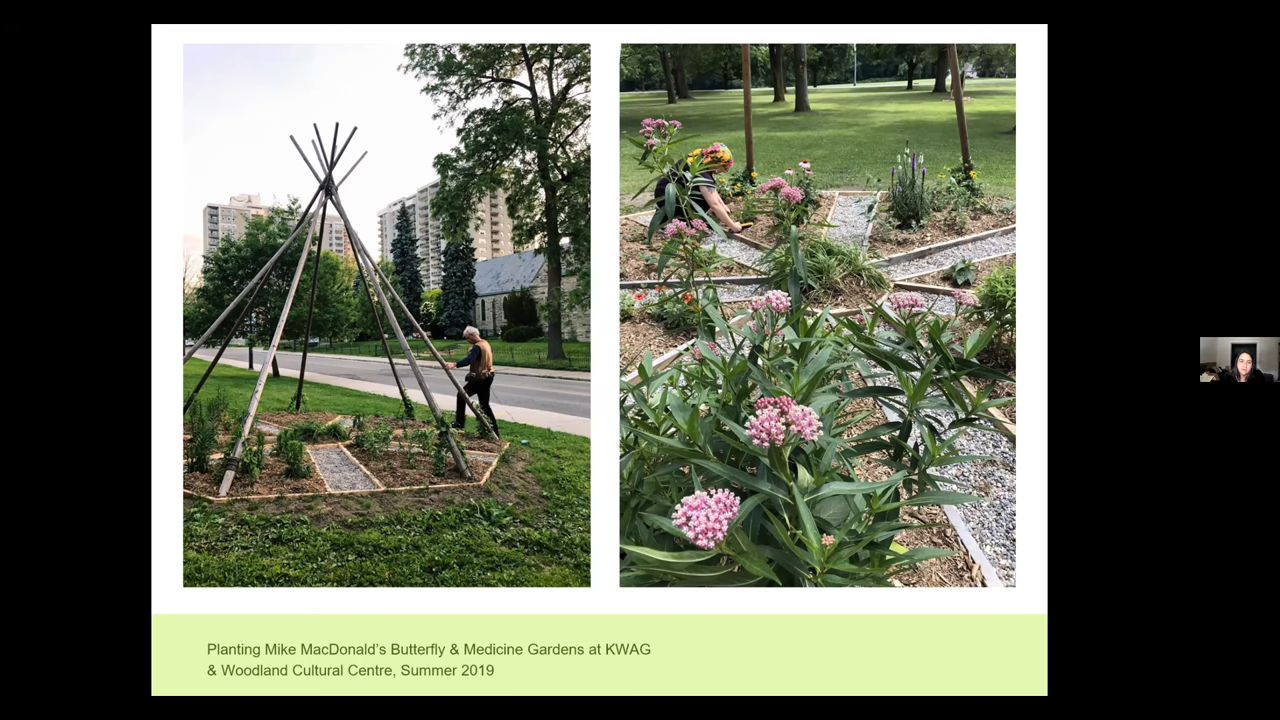 Planting Mike MacDonald's Butterfly & Medicine Gardens at KWAG
& Woodland Cultural Centre, Summer 2019